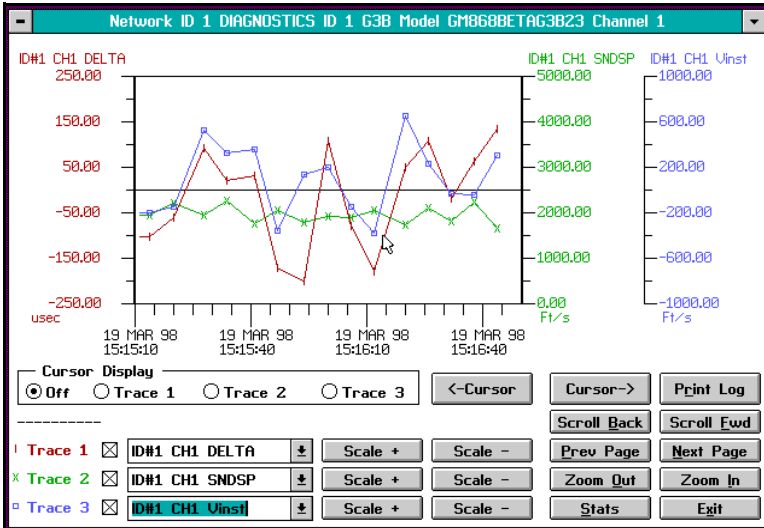 Network ID 1 DIAGNOSTICS ID 1 G3B Model GM868BETAG3B23 Channel 1
ID#1 CH1 DELTA
ID#1 CH1 SNDSP
ID#1 CH1 Vinst
250.00
5000.00
1000.00
150.00
4000.00
600.00
50.00
3000.00
200.00
-50.00
2000.00
-200.00
-150.00
1000.00
-600.00
-250.00
0.00
-1000.00
usec
Ft/s
Ft/s
19 MAR 98
15:15:10
19 MAR 98
15:15:40
19 MAR 98
15:16:10
19 MAR 98
15:16:40
Cursor Display
Off Trace 1 Trace 2 Trace 3
<-Cursor
Cursor->
Print Log
----------
Scroll Back
Scroll Fwd
Trace 1 ID#1 CH1 DELTA Scale + Scale - Prev Page Next Page
Trace 2 ID#1 CH1 SNDSP Scale + Scale - Zoom Out Zoom In
Trace 3 ID#1 CH1 Vinst Scale + Scale - Stats Exit